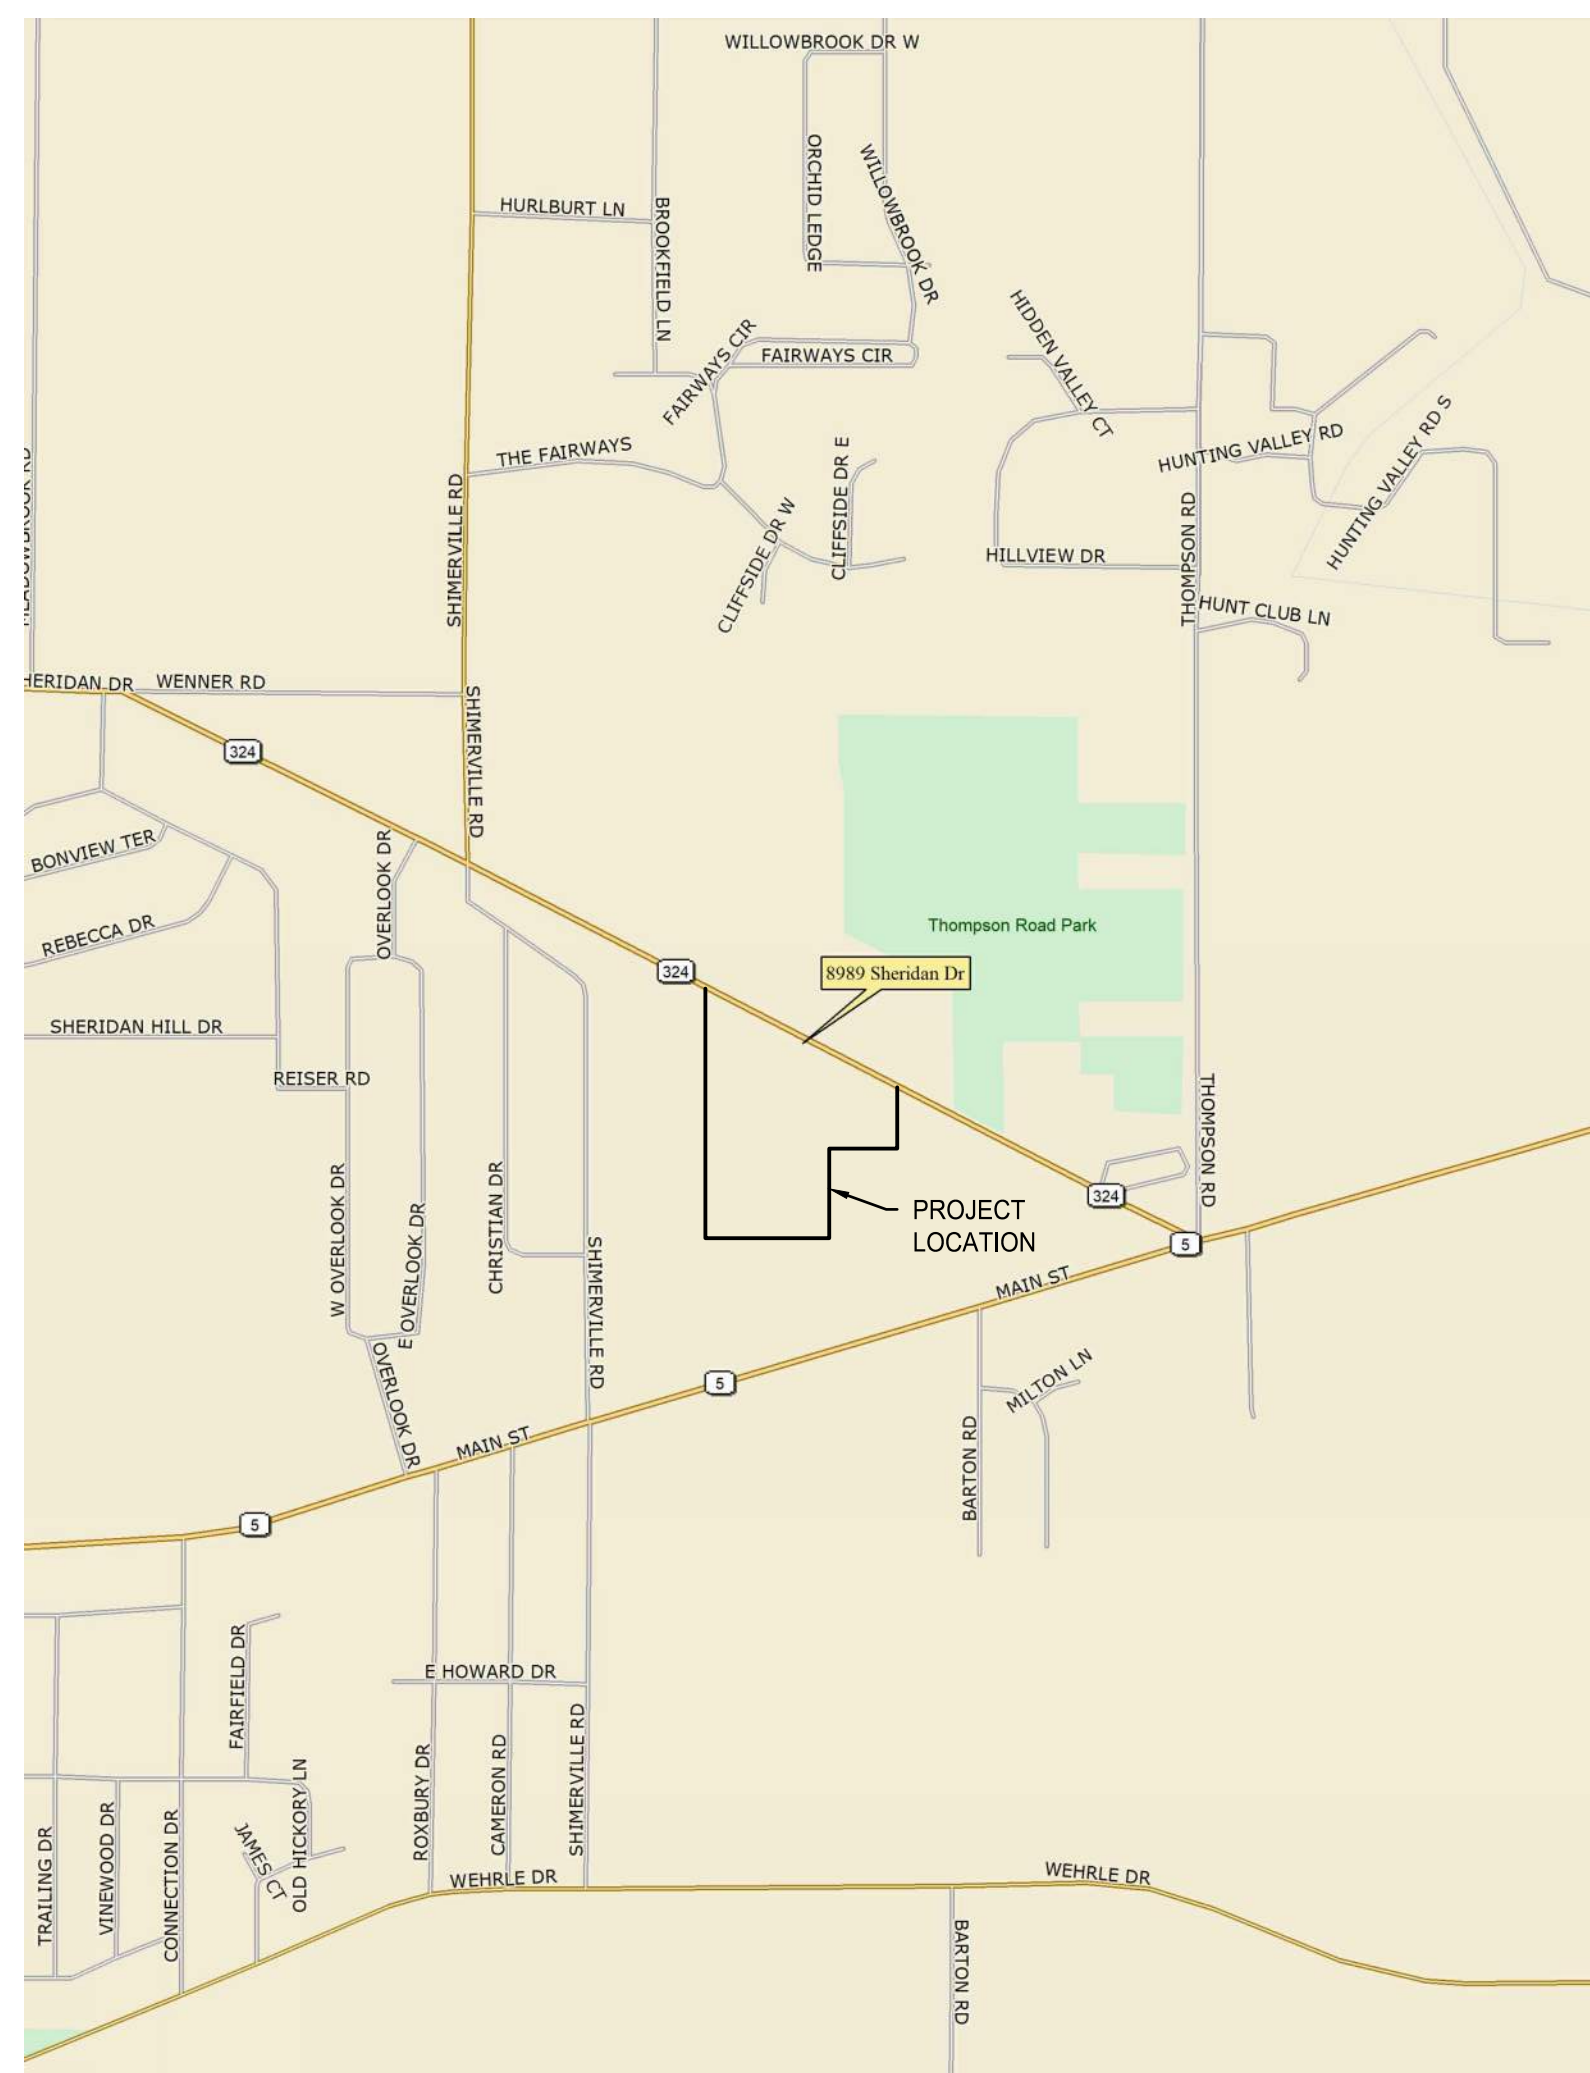 WILLOWBROOK DR W
ORCHID LEDGE
WILLOWBROOK DR
HURLBURT LN
BROOKFIELD LN
HIDDEN VALLEY CT
FAIRWAYS CIR
FAIRWAYS CIR
THE FAIRWAYS
CLIFFSIDE DR E
CLIFFSIDE DR W
HUNTING VALLEY RD
HUNTING VALLEY RD S
SHIMERVILLE RD
THOMPSON RD
HILLVIEW DR
HUNT CLUB LN
MEADOWBROOK RD
HERIDAN DR
WENNER RD
SHIMERVILLE RD
324
BONVIEW TER
OVERLOOK DR
REBECCA DR
Thompson Road Park
324
8989 Sheridan Dr
SHERIDAN HILL DR
REISER RD
THOMPSON RD
W OVERLOOK DR
E OVERLOOK DR
CHRISTIAN DR
324
PROJECT
LOCATION
5
SHIMERVILLE RD
MAIN ST
OVERLOOK DR
5
MILTON LN
MAIN ST
BARTON RD
5
FAIRFIELD DR
E HOWARD DR
ROXBURY DR
CAMERON RD
SHIMERVILLE RD
OLD HICKORY LN
TRAILING DR
VINEWOOD DR
CONNECTION DR
JAMES CT
WEHRLE DR
WEHRLE DR
BARTON RD